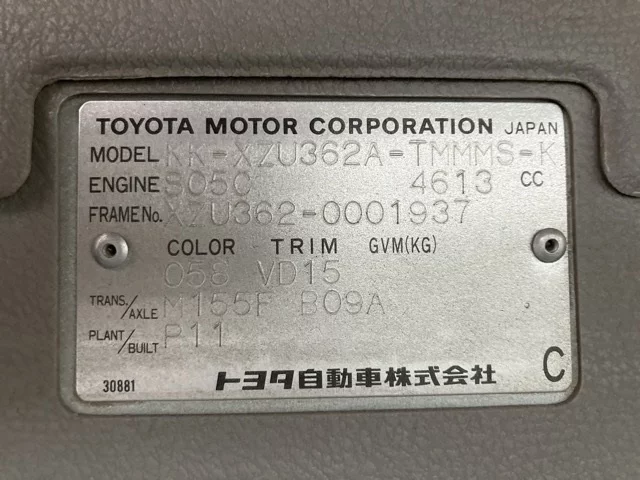 TOYOTA MOTOR CORPORATION JAPAN
MODEL KK-XZU362A-TMMMS-K
ENGINE S05C 4613 CC
FRAME No. XZU362-0001937
COLOR TRIM GVM(KG)
058 VD15
TRANS./AXLE M155F B09A
PLANT/BUILT P11
30881 トヨタ自動車株式会社 C